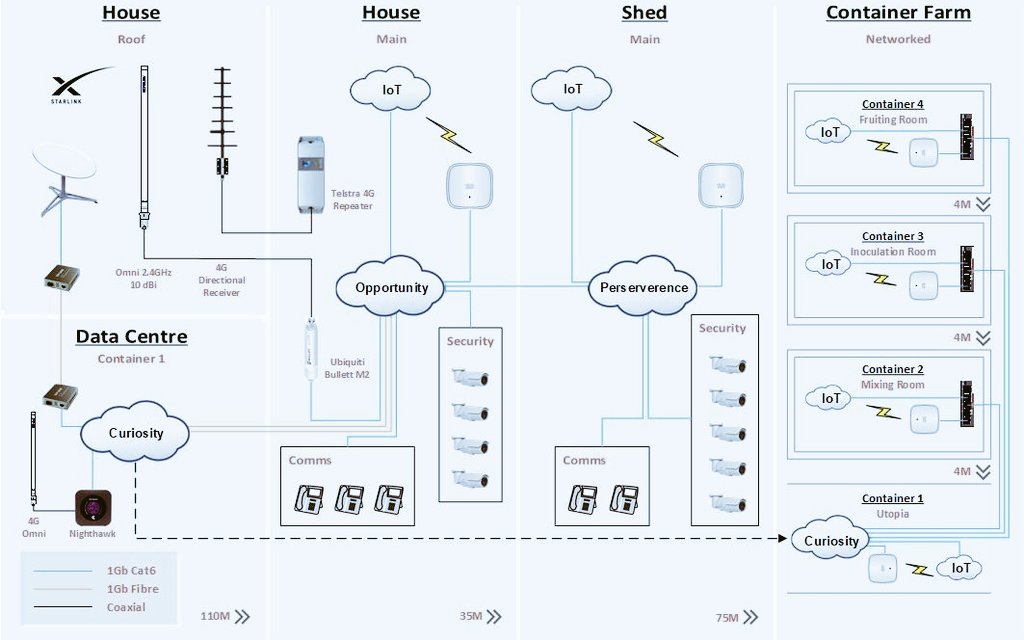 House
Roof
STARLINK
Omni 2.4GHz
10 dBi
4G
Directional
Receiver
Telstra 4G
Repeater
Data Centre
Container 1
Curiosity
Ubiquiti
Bullett M2
4G
Omni
Nighthawk
1Gb Cat6
1Gb Fibre
Coaxial
110M
House
Main
IoT
Opportunity
Security
Comms
35M
Shed
Main
IoT
Perserverence
Security
Comms
75M
Container Farm
Networked
Container 4
Fruiting Room
IoT
4M
Container 3
Inoculation Room
IoT
4M
Container 2
Mixing Room
IoT
4M
Container 1
Utopia
Curiosity
IoT